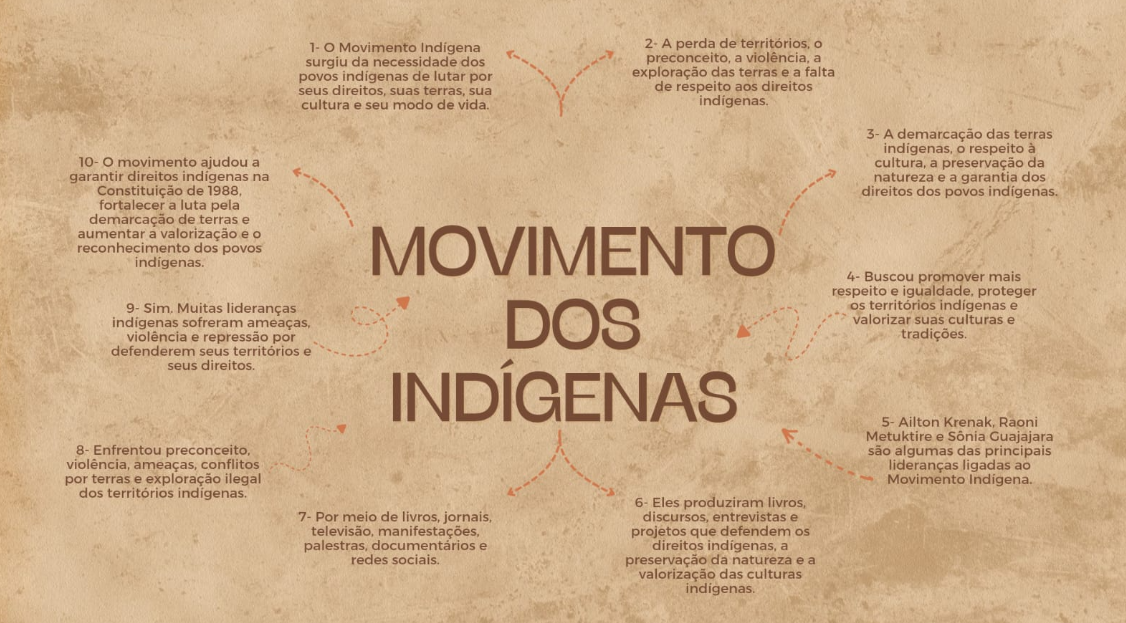 MOVIMENTO
DOS
INDÍGENAS
1- O Movimento Indígena
surgiu da necessidade dos
povos indígenas de lutar por
seus direitos, suas terras, sua
cultura e seu modo de vida.
2- A perda de territórios, o
preconceito, a violência, a
exploração das terras e a falta
de respeito aos direitos
indígenas.
3- A demarcação das terras
indígenas, o respeito à
cultura, a preservação da
natureza e a garantia dos
direitos dos povos indígenas.
4- Buscou promover mais
respeito e igualdade, proteger
os territórios indígenas e
valorizar suas culturas e
tradições.
5- Ailton Krenak, Raoni
Metuktire e Sônia Guajajara
são algumas das principais
lideranças ligadas ao
Movimento Indígena.
6- Eles produziram livros,
discursos, entrevistas e
projetos que defendem os
direitos indígenas, a
preservação da natureza e a
valorização das culturas
indígenas.
7- Por meio de livros, jornais,
televisão, manifestações,
palestras, documentários e
redes sociais.
8- Enfrentou preconceito,
violência, ameaças, conflitos
por terras e exploração ilegal
dos territórios indígenas.
9- Sim. Muitas lideranças
indígenas sofreram ameaças,
violência e repressão por
defenderem seus territórios e
seus direitos.
10- O movimento ajudou a
garantir direitos indígenas na
Constituição de 1988,
fortalecer a luta pela
demarcação de terras e
aumentar a valorização e o
reconhecimento dos povos
indígenas.